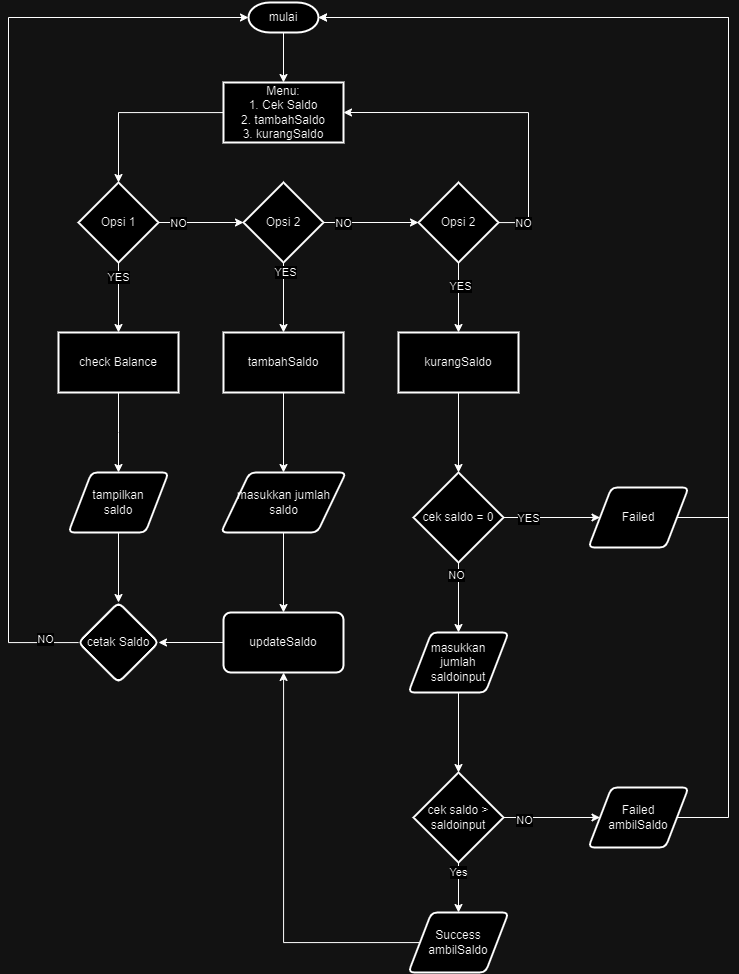 mulai
Menu:
1. Cek Saldo
2. tambahSaldo
3. kurangSaldo
Opsi 1
NO
Opsi 2
NO
Opsi 2
NO
YES
YES
YES
check Balance
tambahSaldo
kurangSaldo
tampilkan
saldo
masukkan jumlah
saldo
cek saldo = 0
YES
Failed
NO
NO
cetak Saldo
updateSaldo
masukkan
jumlah
saldoinput
cek saldo >
saldoinput
NO
Failed
ambilSaldo
Yes
Success
ambilSaldo